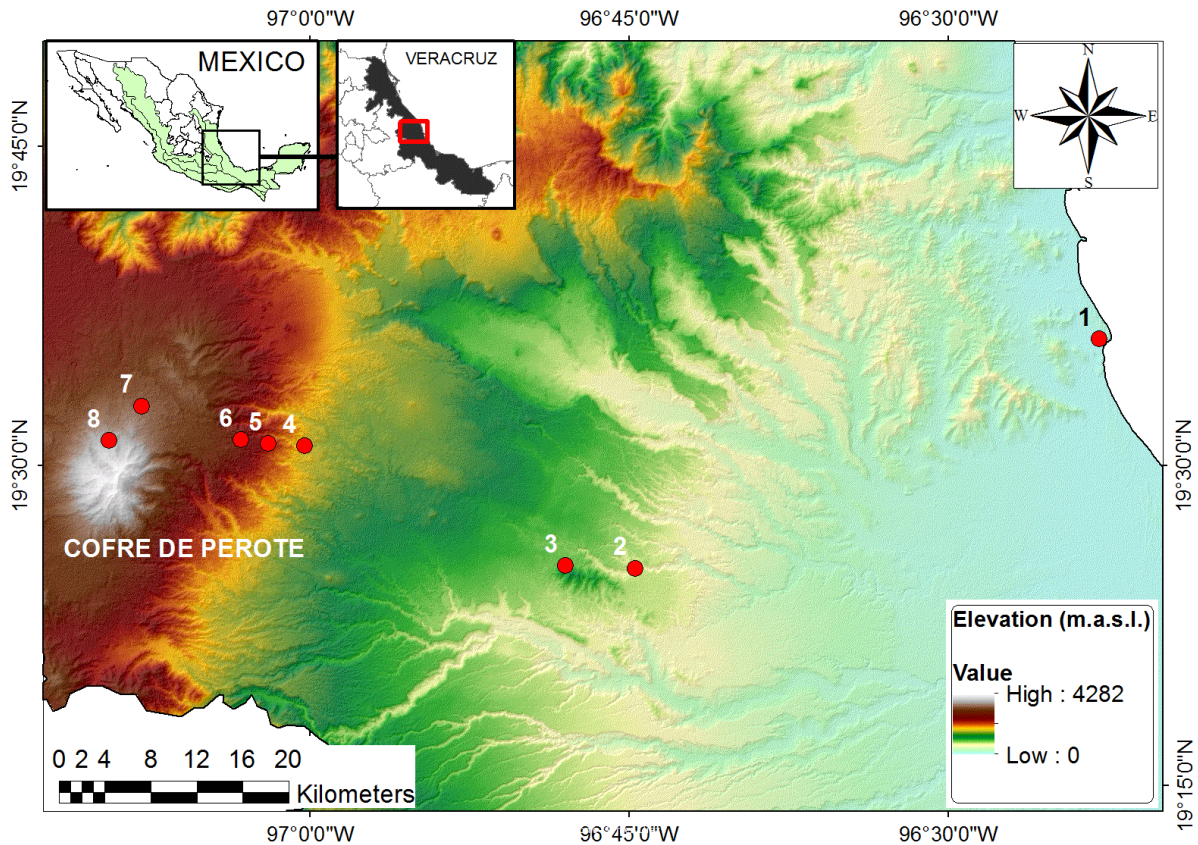 97°0'0"W 96°45'0"W 96°30'0"W
MEXICO
VERACRUZ
N
W E
S
19°45'0"N
19°45'0"N
1
7
8
6 5 4
19°30'0"N
19°30'0"N
COFRE DE PEROTE
3 2
Elevation (m.a.s.l.)
Value
High : 4282
Low : 0
0 2 4 8 12 16 20
Kilometers
19°15'0"N
97°0'0"W 96°45'0"W 96°30'0"W